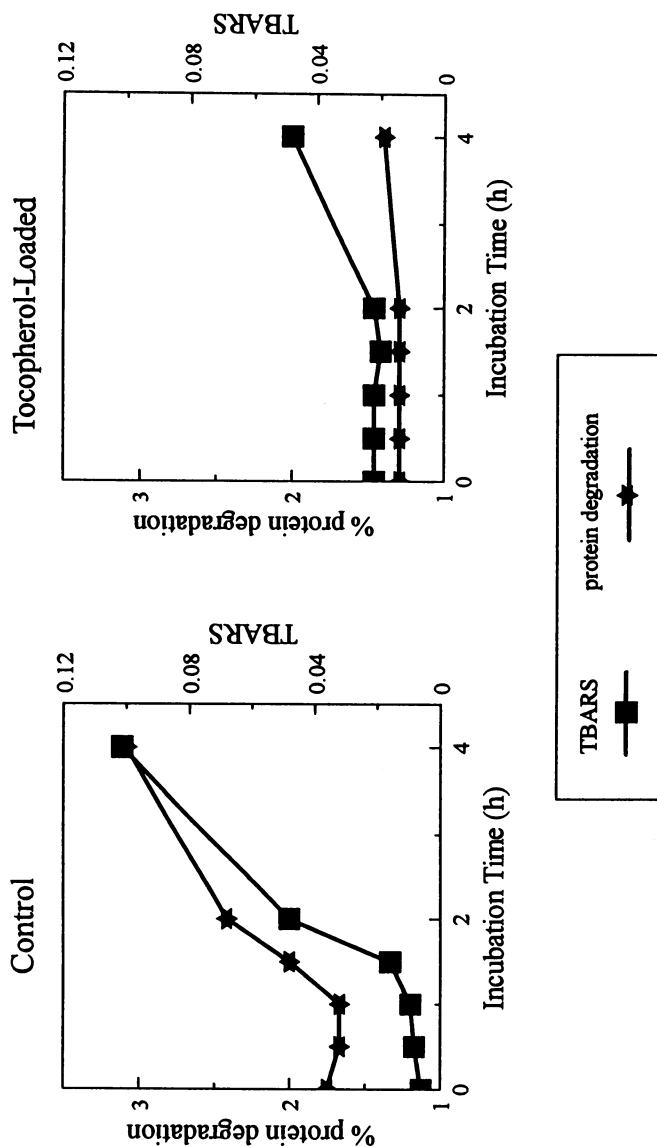 Control
% protein degradation
3
2
1
TBARS
0.12
0.08
0.04
0
0
2
4
Incubation Time (h)
Tocopherol-Loaded
% protein degradation
3
2
1
TBARS
0.12
0.08
0.04
0
0
2
4
Incubation Time (h)
TBARS
protein degradation